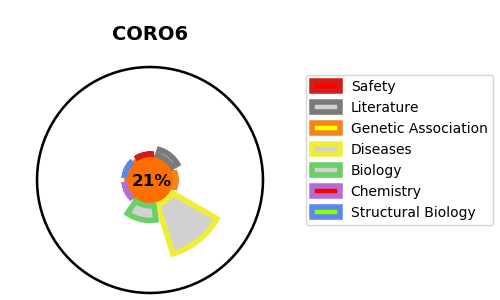 CORO6
21%
Safety
Literature
Genetic Association
Diseases
Biology
Chemistry
Structural Biology